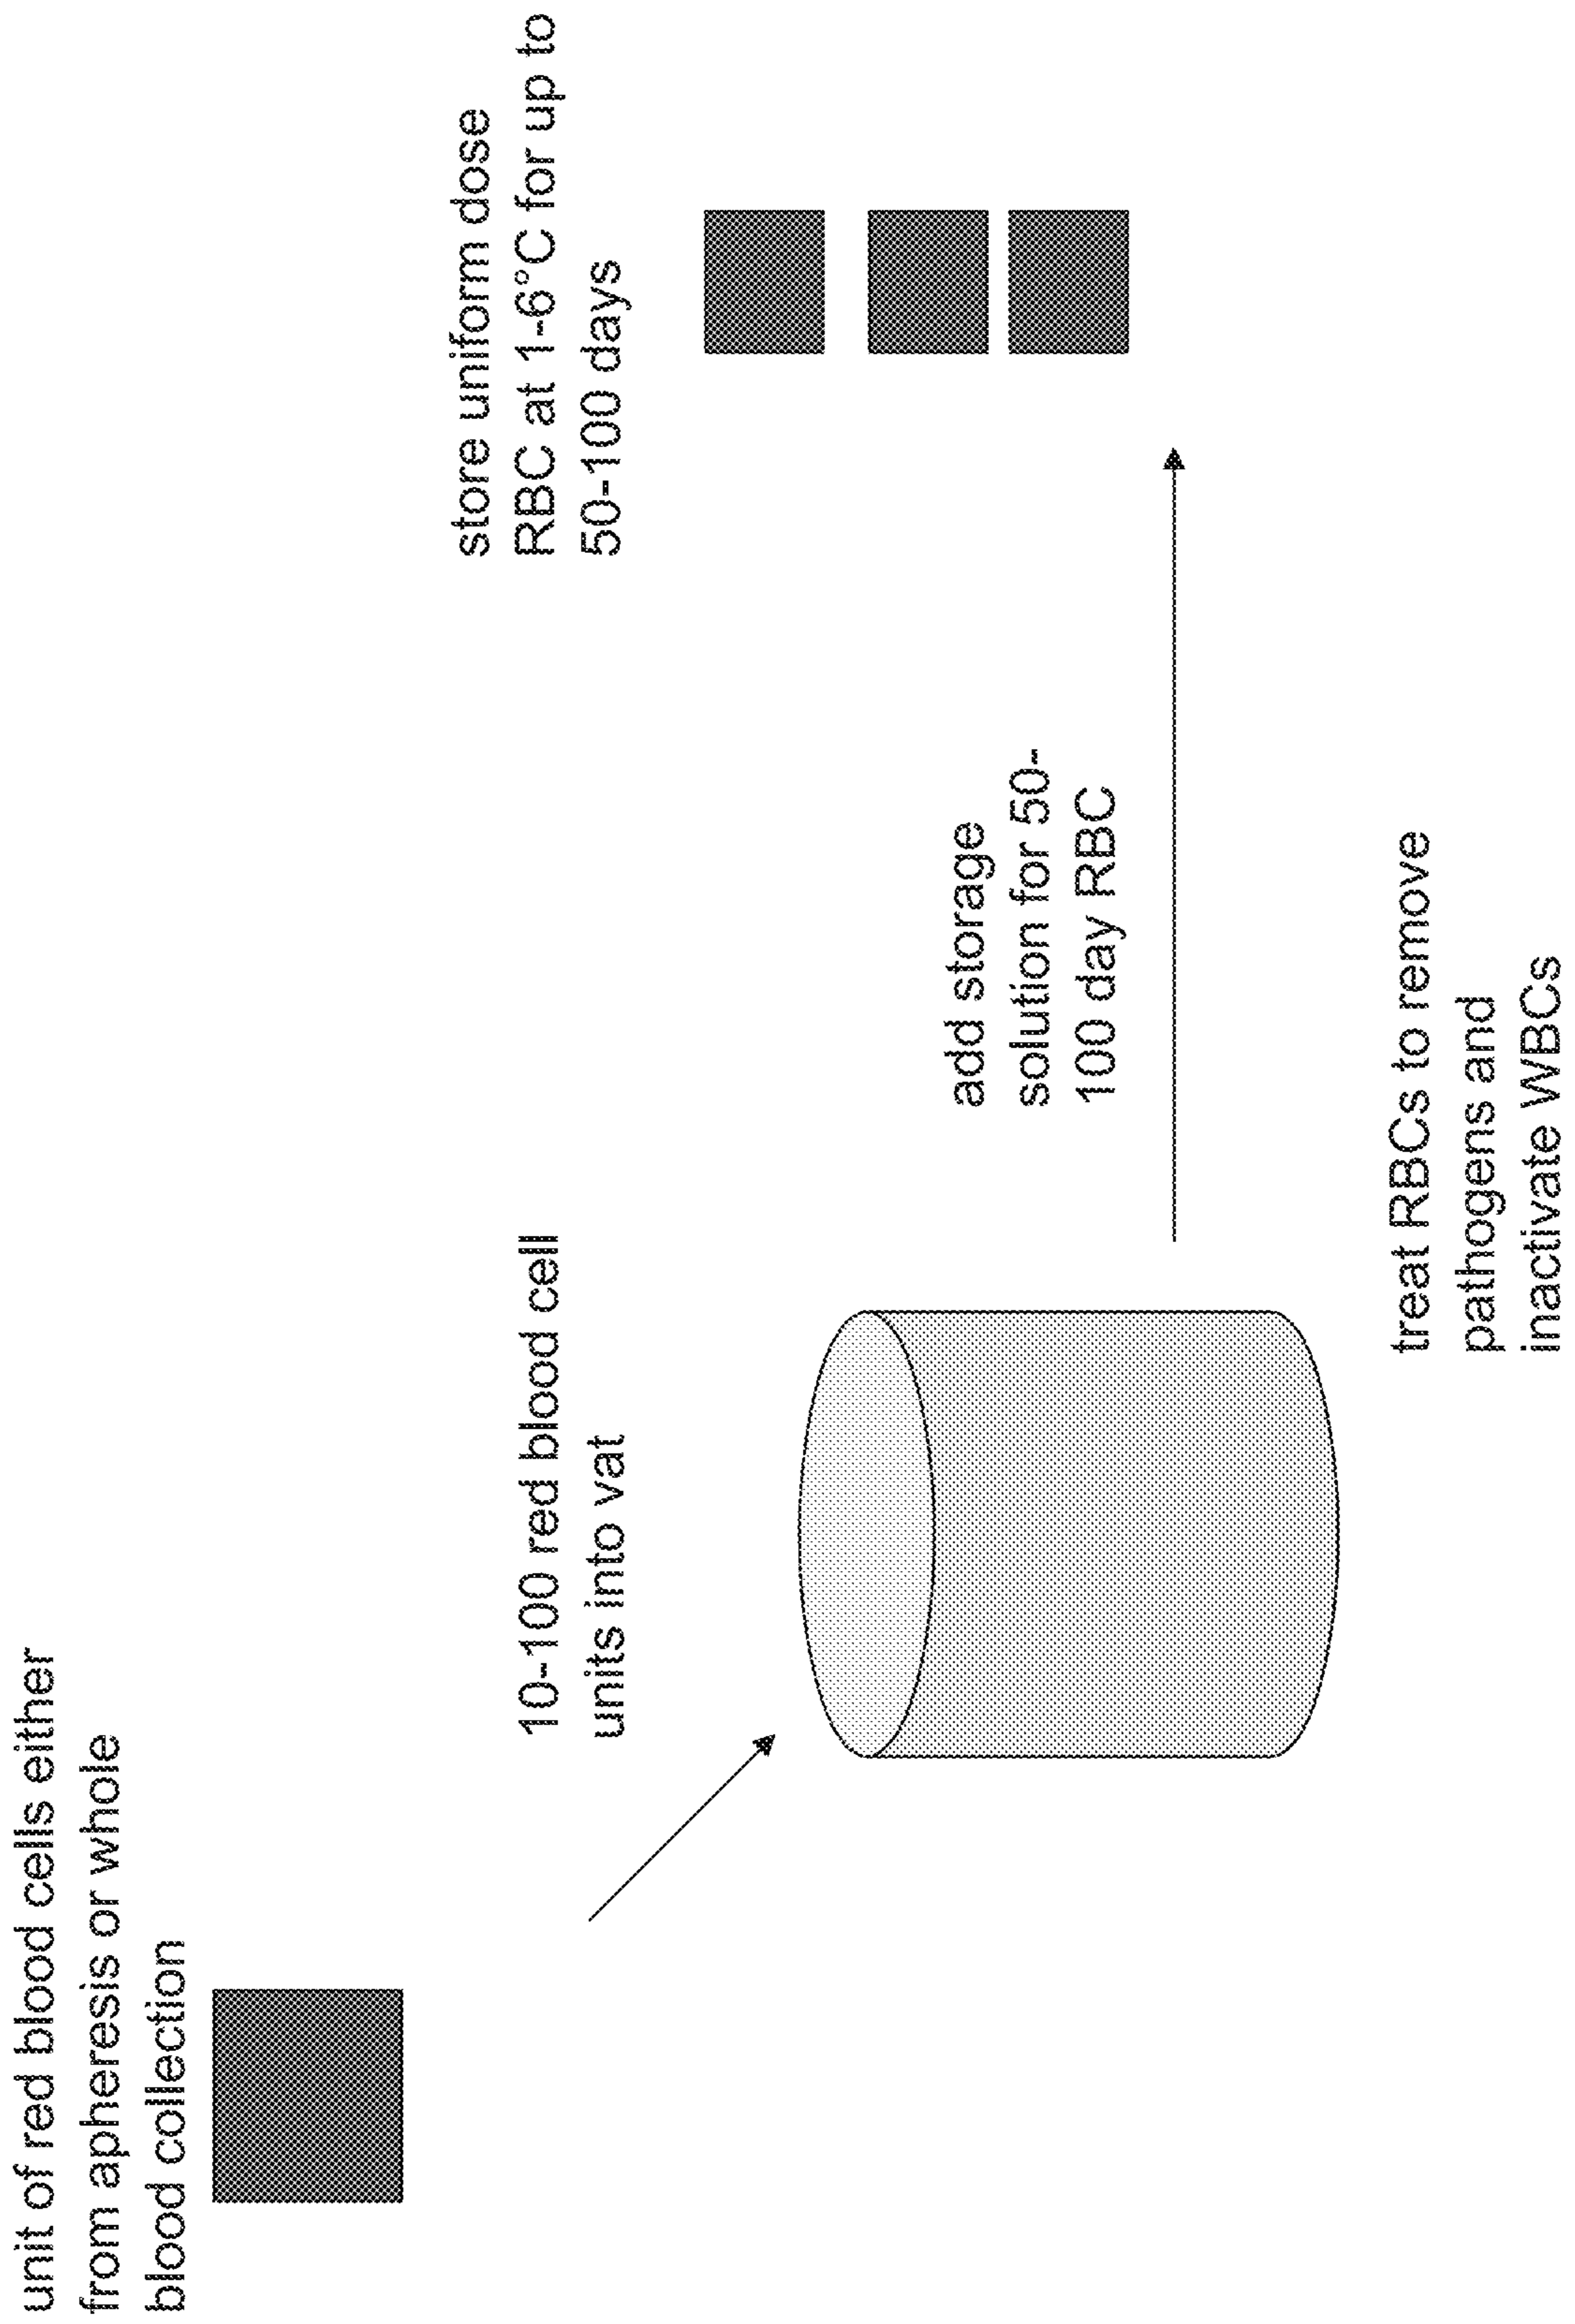 unit of red blood cells either
from apheresis or whole
blood collection
10-100 red blood cell
units into vat
treat RBCs to remove
pathogens and
inactivate WBCs
add storage
solution for 50-
100 day RBC
store uniform dose
RBC at 1-6°C for up to
50-100 days